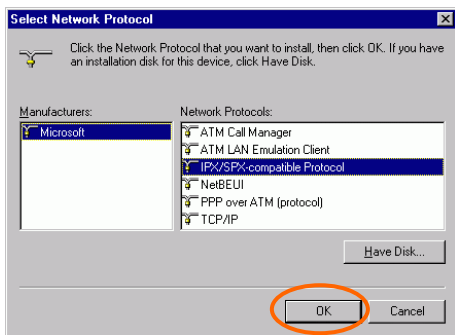 Select Network Protocol
Click the Network Protocol that you want to install, then click OK. If you have
an installation disk for this device, click Have Disk.
Manufacturers:
Microsoft
Network Protocols:
ATM Call Manager
ATM LAN Emulation Client
IPX/SPX-compatible Protocol
NetBEUI
PPP over ATM (protocol)
TCP/IP
Have Disk...
OK
Cancel